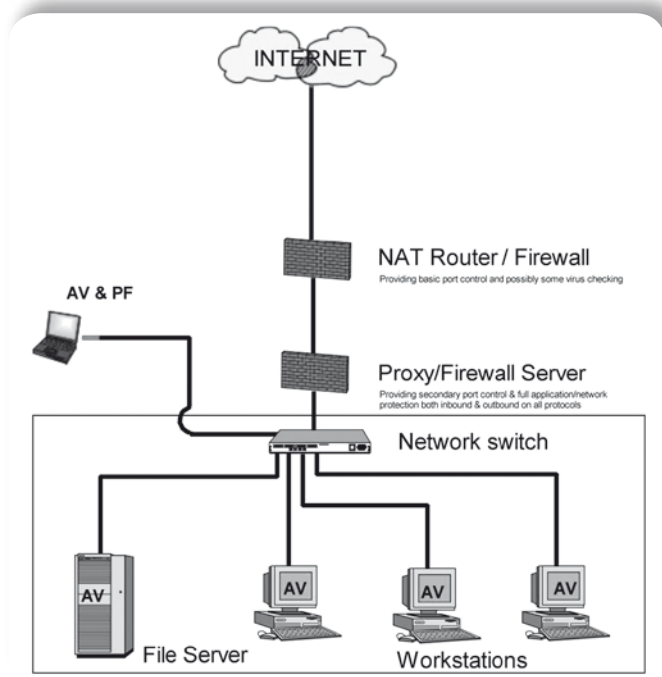 INTERNET
NAT Router / Firewall
Providing basic port control and possibly some virus checking
AV & PF
Proxy/Firewall Server
Providing secondary port control & full application/network
protection both inbound & outbound on all protocols
Network switch
AV
AV
AV
AV
File Server
Workstations